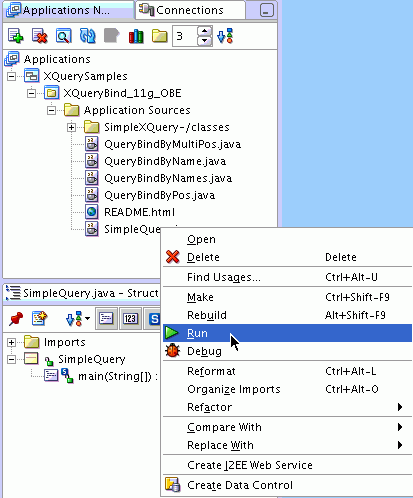 Applications N...
Connections
3
Applications
XQuerySamples
XQueryBind_11g_OBE
Application Sources
SimpleXQuery-/classes
QueryBindByMultiPos.java
QueryBindByName.java
QueryBindByNames.java
QueryBindByPos.java
README.html
SimpleQuery
Open
Delete Delete
Find Usages... Ctrl+Alt-U
Make Ctrl+Shift-F9
Rebuild Alt+Shift-F9
Run
Debug
Reformat Ctrl+Alt-L
Organize Imports Ctrl+Alt-O
Refactor
Compare With
Replace With
Create J2EE Web Service
Create Data Control
SimpleQuery.java - Struct
123
S
Imports
SimpleQuery
main(String[]) :